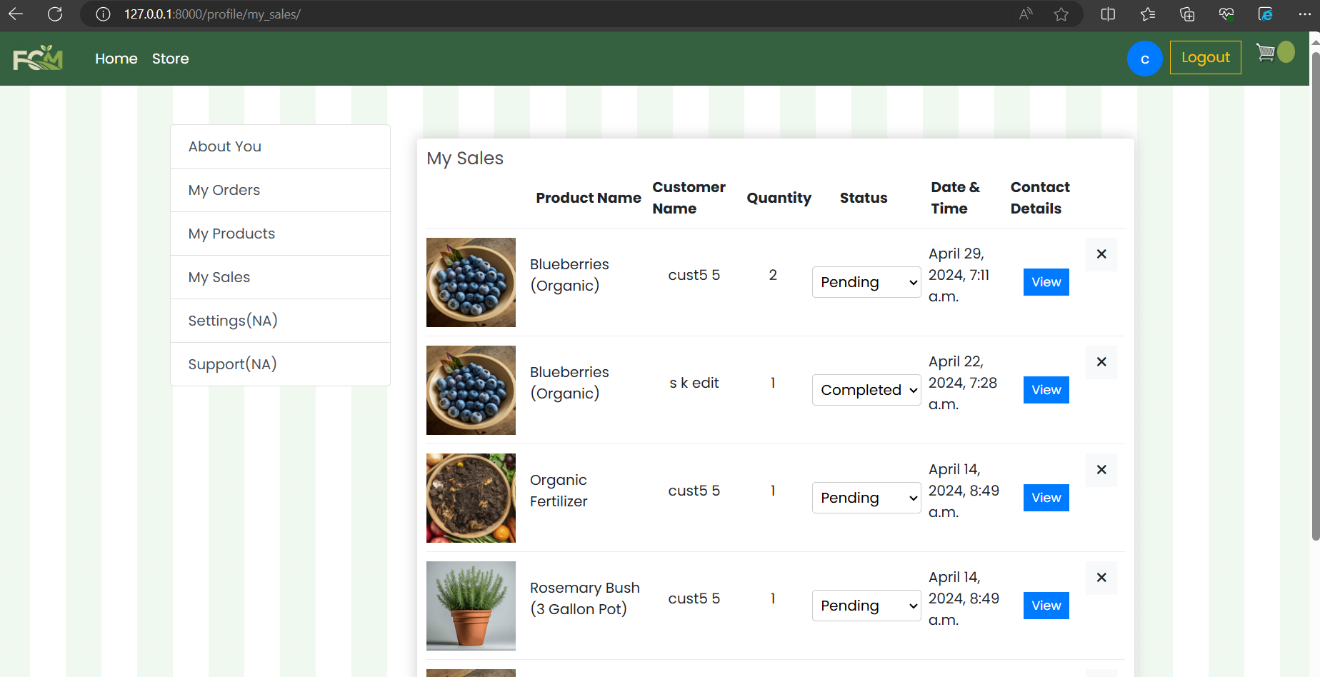 127.0.0.1:8000/profile/my_sales/
FCM
Home
Store
c
Logout
About You
My Orders
My Products
My Sales
Settings(NA)
Support(NA)
My Sales
Product Name
Customer
Name
Quantity
Status
Date &
Time
Contact
Details
Blueberries
(Organic)
cust5 5
2
Pending
April 29,
2024, 7:11
a.m.
View
Blueberries
(Organic)
s k edit
1
Completed
April 22,
2024, 7:28
a.m.
View
Organic
Fertilizer
cust5 5
1
Pending
April 14,
2024, 8:49
a.m.
View
Rosemary Bush
(3 Gallon Pot)
cust5 5
1
Pending
April 14,
2024, 8:49
a.m.
View